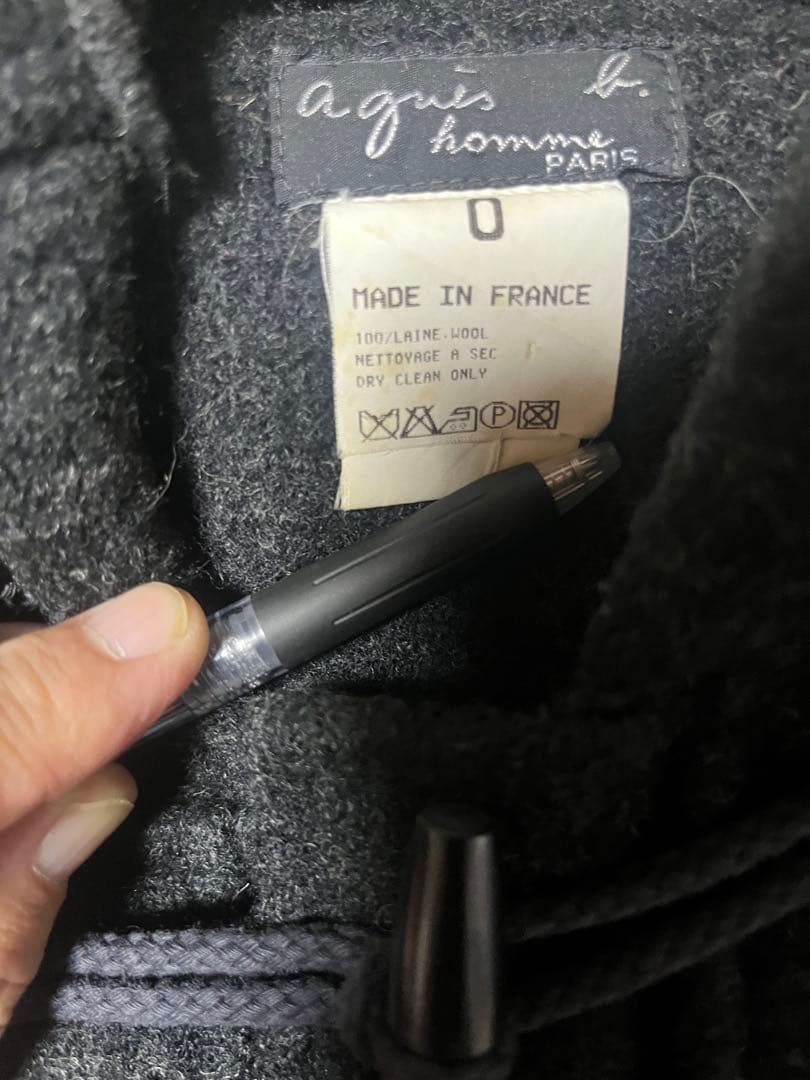 agnès b.
homme
PARIS
0
MADE IN FRANCE
100/LAINE.WOOL
NETTOYAGE A SEC
DRY CLEAN ONLY
P